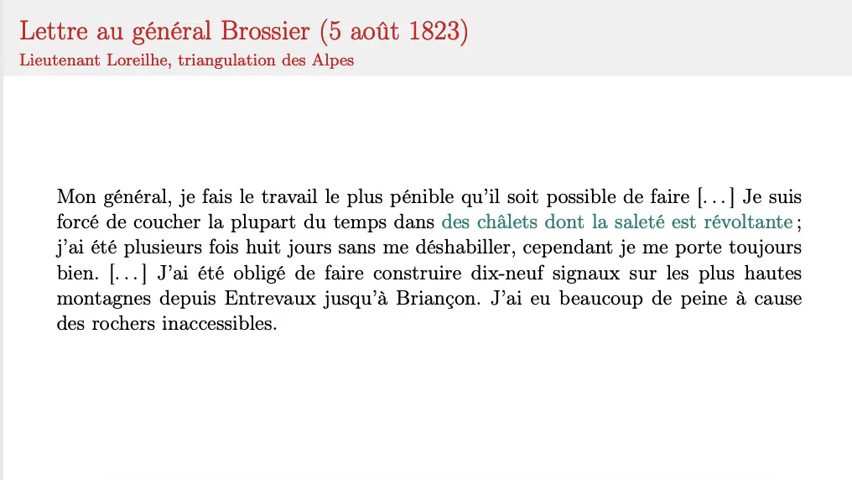 Lettre au général Brossier (5 août 1823)
Lieutenant Loreilhe, triangulation des Alpes
Mon général, je fais le travail le plus pénible qu'il soit possible de faire [...] Je suis
forcé de coucher la plupart du temps dans des châlets dont la saleté est révoltante ;
j'ai été plusieurs fois huit jours sans me déshabiller, cependant je me porte toujours
bien. [...] J'ai été obligé de faire construire dix-neuf signaux sur les plus hautes
montagnes depuis Entrevaux jusqu'à Briançon. J'ai eu beaucoup de peine à cause
des rochers inaccessibles.